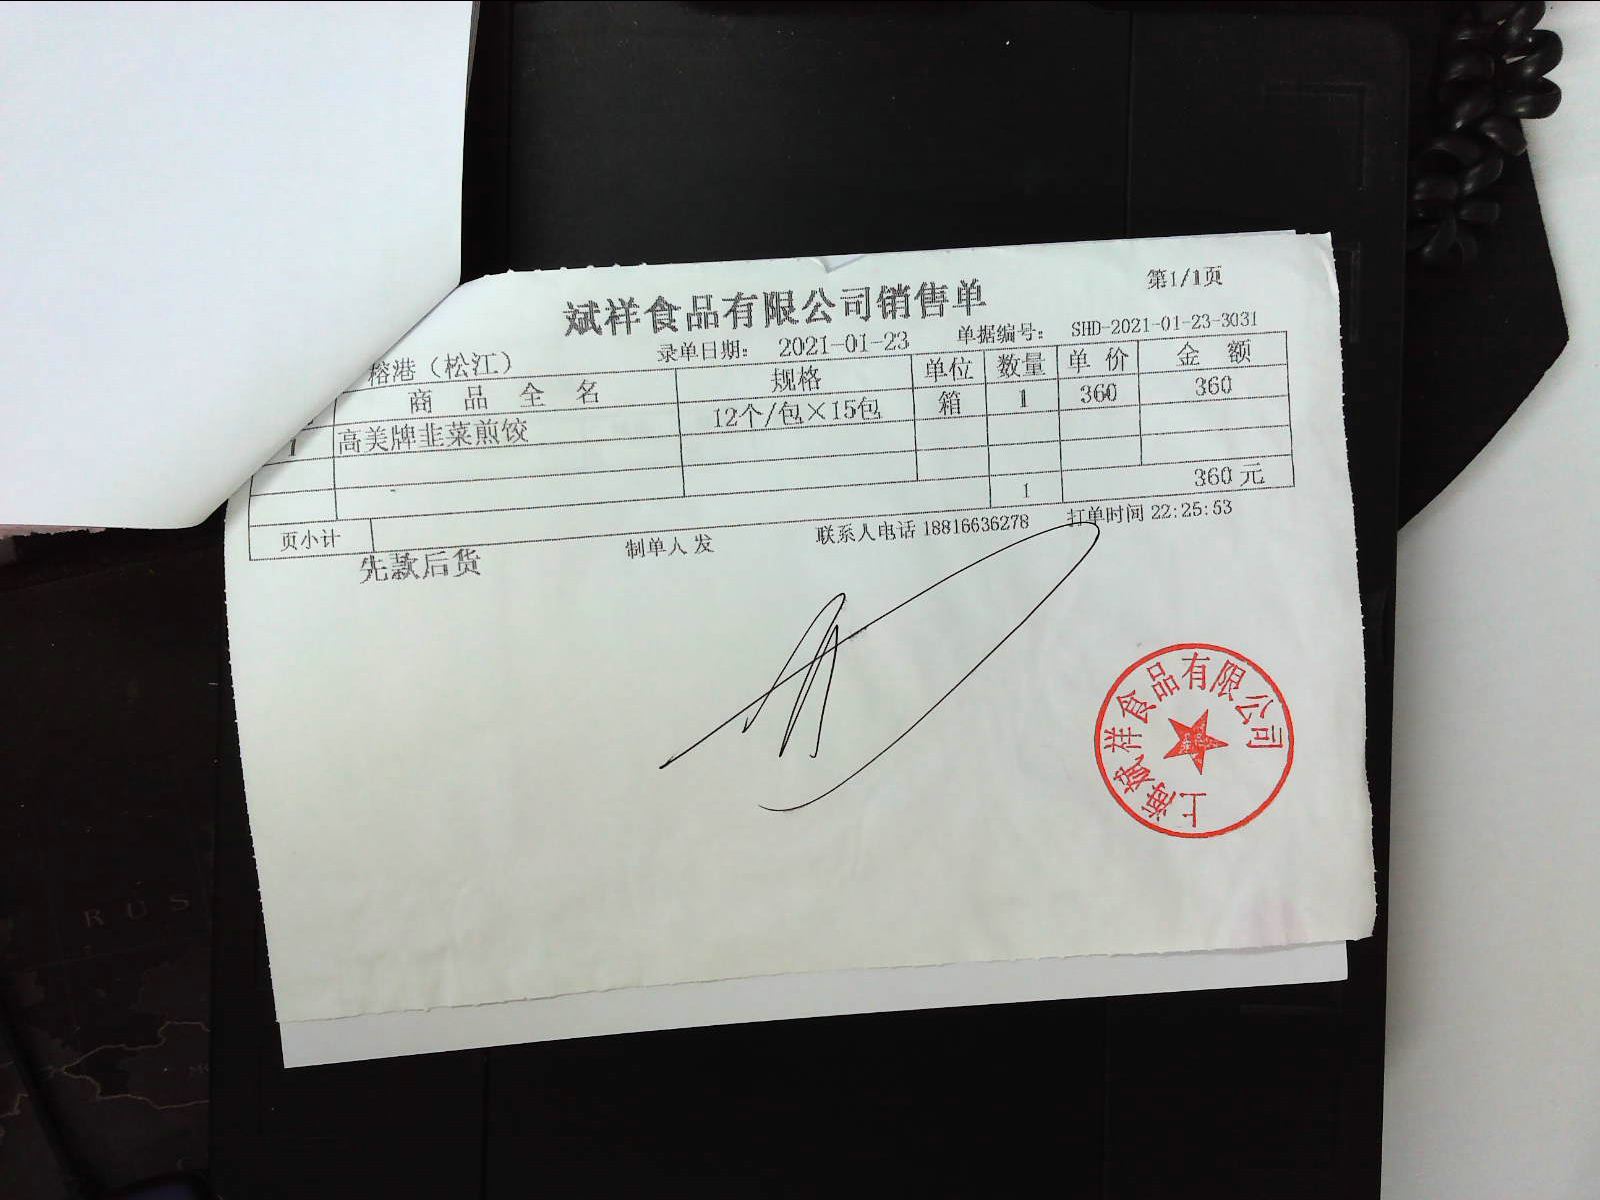 第1/1页
斌祥食品有限公司销售单
录单日期: 2021-01-23 单据编号: SHD-2021-01-23-3031
榕港（松江）
商品全名 规格 单位 数量 单价 金额
1 高美牌韭菜煎饺 12个/包×15包 箱 1 360 360
页小计 1 360元
先款后货 制单人 发 联系人电话 18816636278 打单时间 22:25:53
上海斌祥食品有限公司
RUS